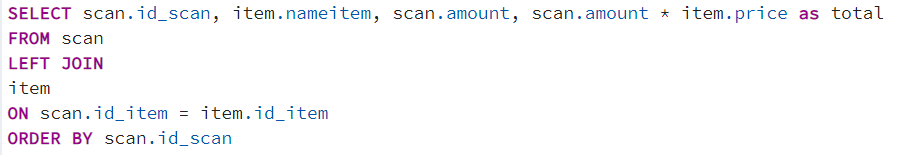 SELECT scan.id_scan, item.nameitem, scan.amount, scan.amount * item.price as total
FROM scan
LEFT JOIN
item
ON scan.id_item = item.id_item
ORDER BY scan.id_scan